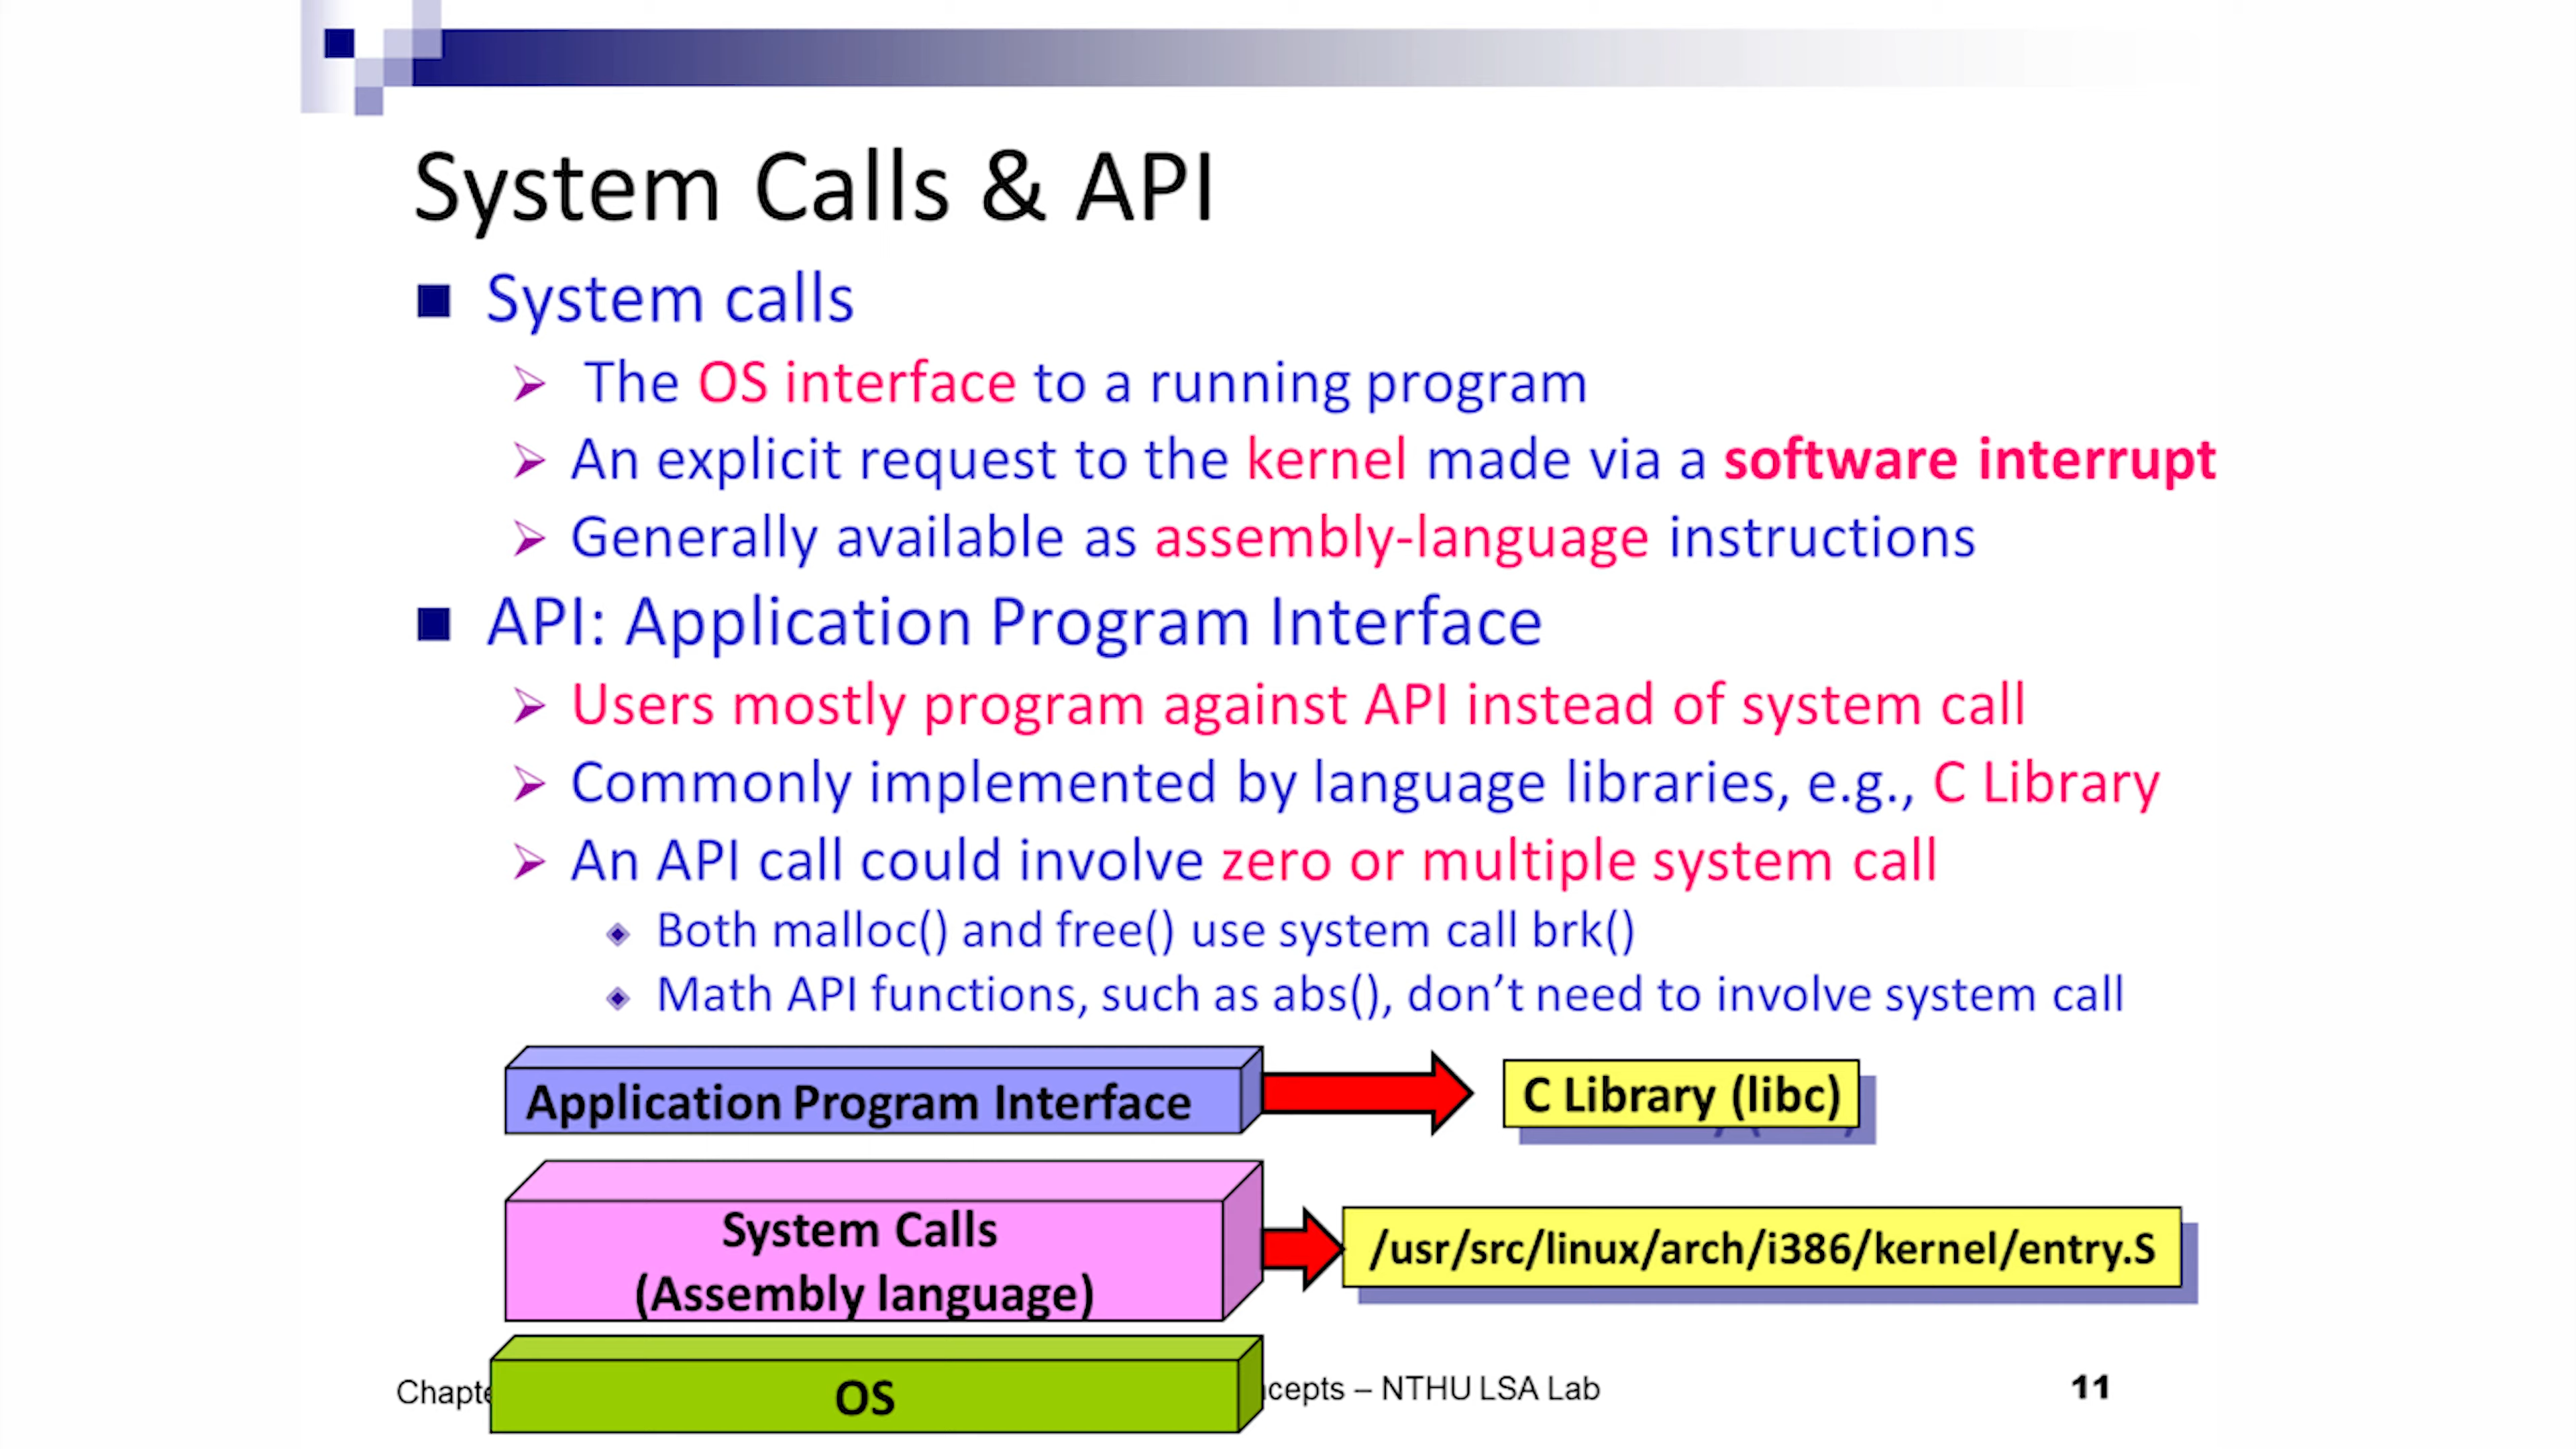 System Calls & API
System calls
The OS interface to a running program
An explicit request to the kernel made via a software interrupt
Generally available as assembly-language instructions
API: Application Program Interface
Users mostly program against API instead of system call
Commonly implemented by language libraries, e.g., C Library
An API call could involve zero or multiple system call
Both malloc() and free() use system call brk()
Math API functions, such as abs(), don’t need to involve system call
Application Program Interface
C Library (libc)
System Calls
(Assembly language)
/usr/src/linux/arch/i386/kernel/entry.S
OS
– NTHU LSA Lab
11